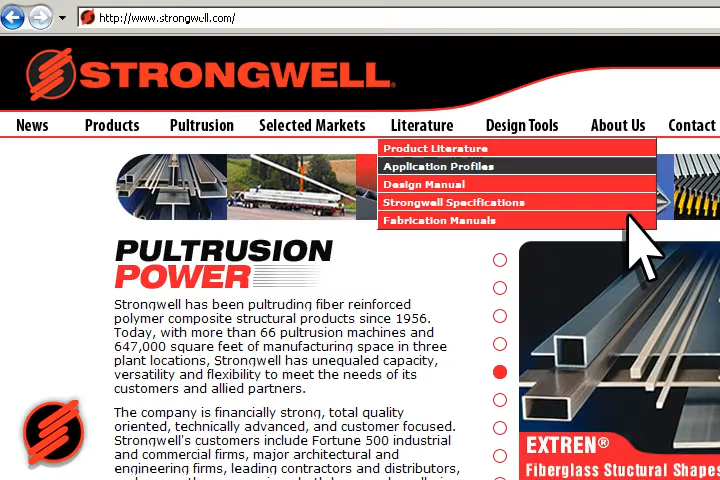 http://www.strongwell.com/
STRONGWELL®
News Products Pultrusion Selected Markets Literature Design Tools About Us Contact
Product Literature
Application Profiles
Design Manual
Strongwell Specifications
Fabrication Manuals
PULTRUSION
POWER
Strongwell has been pultruding fiber reinforced
polymer composite structural products since 1956.
Today, with more than 66 pultrusion machines and
647,000 square feet of manufacturing space in three
plant locations, Strongwell has unequaled capacity,
versatility and flexibility to meet the needs of its
customers and allied partners.
The company is financially strong, total quality
oriented, technically advanced, and customer focused.
Strongwell's customers include Fortune 500 industrial
and commercial firms, major architectural and
engineering firms, leading contractors and distributors,
EXTREN®
Fiberglass Stuctural Shapes